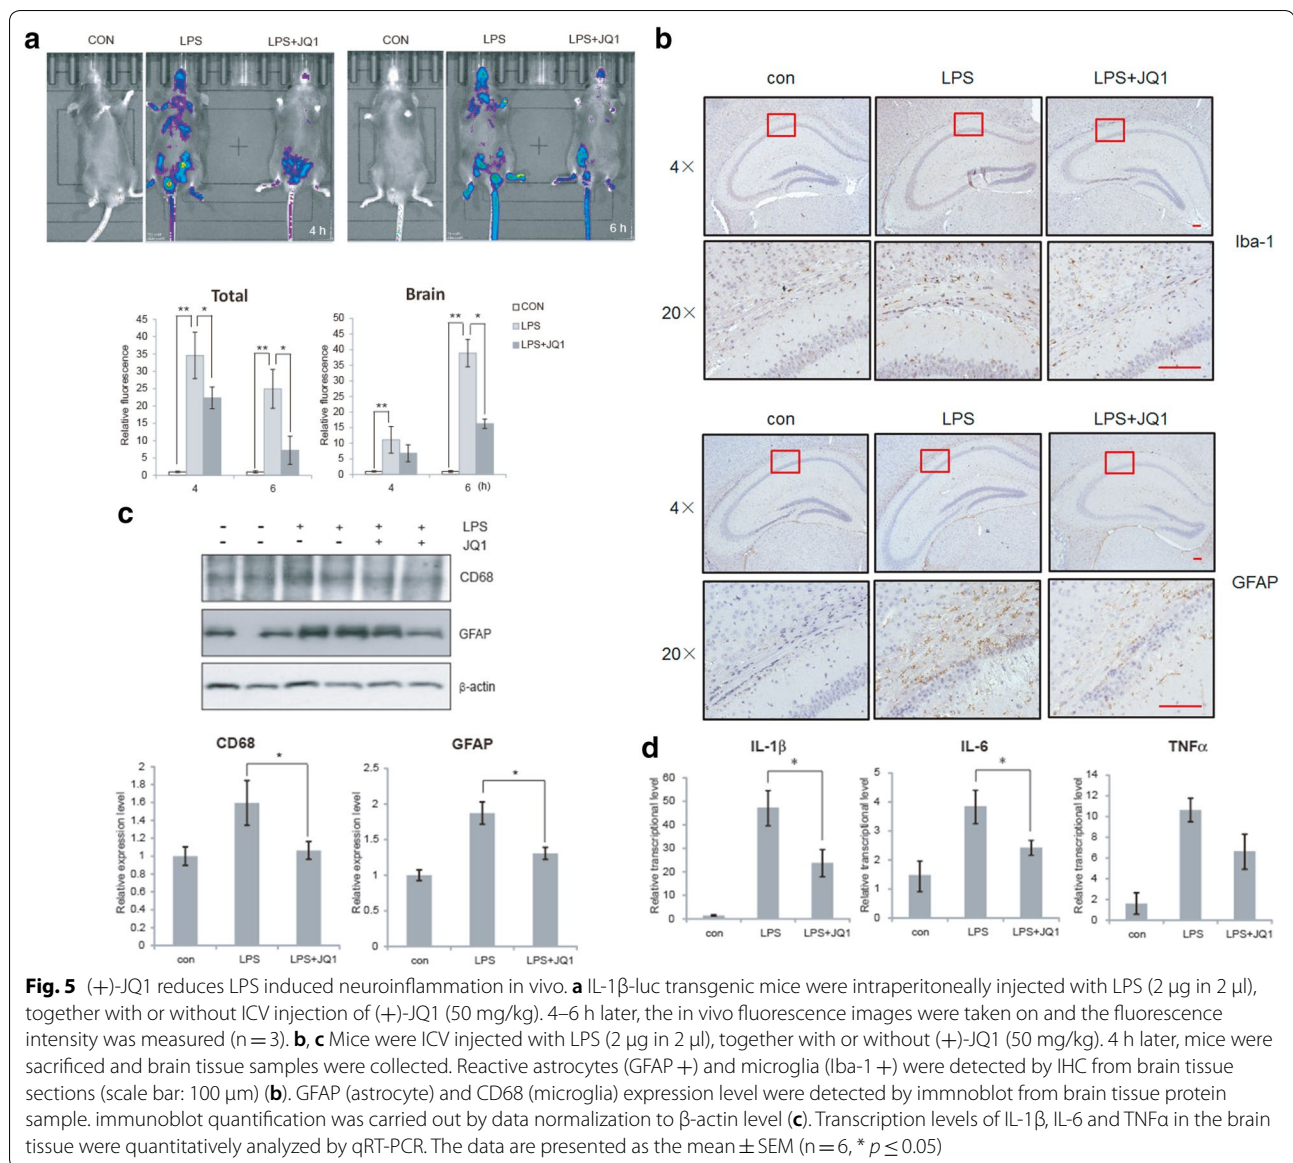 a
CON LPS LPS+JQ1 CON LPS LPS+JQ1
4 h 6 h
Total
Relative fluorescence
45
40
35
30
25
20
15
10
5
0
** *
** *
4 6
Brain
Relative fluorescence
50
45
40
35
30
25
20
15
10
5
0
**
** *
4 6 (h)
CON
LPS
LPS+JQ1
b
con LPS LPS+JQ1
4×
Iba-1
20×
con LPS LPS+JQ1
4×
GFAP
20×
c
- - + + + + LPS
- - - - + + JQ1
CD68
GFAP
β-actin
CD68
Relative expression level
2
1.8
1.6
1.4
1.2
1
0.8
0.6
0.4
0.2
0
*
con LPS LPS+JQ1
GFAP
Relative expression level
2.5
2
1.5
1
0.5
0
*
con LPS LPS+JQ1
d
IL-1β
Relative transcriptional level
60
50
40
30
20
10
0
*
con LPS LPS+JQ1
IL-6
Relative transcriptional level
5
4
3
2
1
0
*
con LPS LPS+JQ1
TNFα
Relative transcriptional level
14
12
10
8
6
4
2
0
con LPS LPS+JQ1
Fig. 5 (+)-JQ1 reduces LPS induced neuroinflammation in vivo. a IL-1β-luc transgenic mice were intraperitoneally injected with LPS (2 μg in 2 μl),
together with or without ICV injection of (+)-JQ1 (50 mg/kg). 4–6 h later, the in vivo fluorescence images were taken on and the fluorescence
intensity was measured (n = 3). b, c Mice were ICV injected with LPS (2 μg in 2 μl), together with or without (+)-JQ1 (50 mg/kg). 4 h later, mice were
sacrificed and brain tissue samples were collected. Reactive astrocytes (GFAP +) and microglia (Iba-1 +) were detected by IHC from brain tissue
sections (scale bar: 100 μm) (b). GFAP (astrocyte) and CD68 (microglia) expression level were detected by immnoblot from brain tissue protein
sample. immunoblot quantification was carried out by data normalization to β-actin level (c). Transcription levels of IL-1β, IL-6 and TNFα in the brain
tissue were quantitatively analyzed by qRT-PCR. The data are presented as the mean ± SEM (n = 6, * p ≤ 0.05)